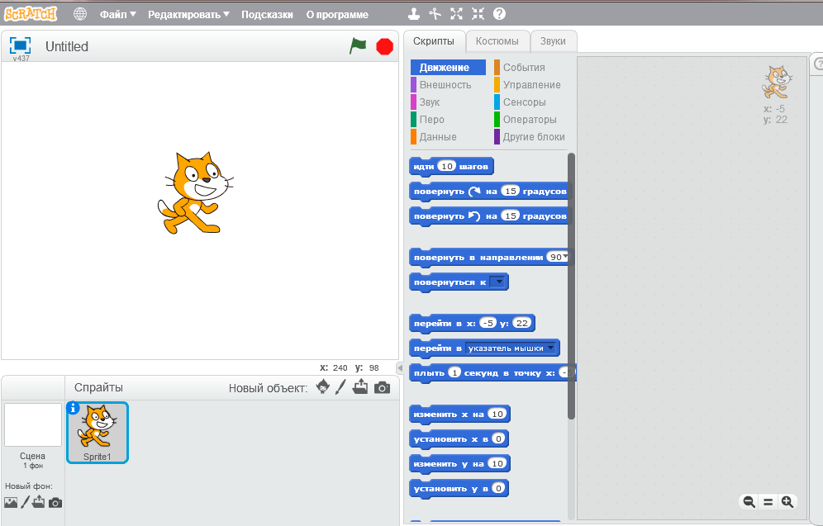 SCRATCH Файл Редактировать Подсказки О программе
Untitled
v437
Скрипты Костюмы Звуки
Движение События
Внешность Управление
Звук Сенсоры
Перо Операторы
Данные Другие блоки
x: -5
y: 22
идти 10 шагов
повернуть на 15 градусов
повернуть на 15 градусов
повернуть в направлении 90
повернуться к
перейти в x: -5 y: 22
перейти в указатель мышки
плыть 1 секунд в точку x: -
изменить x на 10
установить x в 0
изменить y на 10
установить y в 0
x: 240 y: 98
Спрайты Новый объект:
Сцена
1 фон
Новый фон:
Sprite1